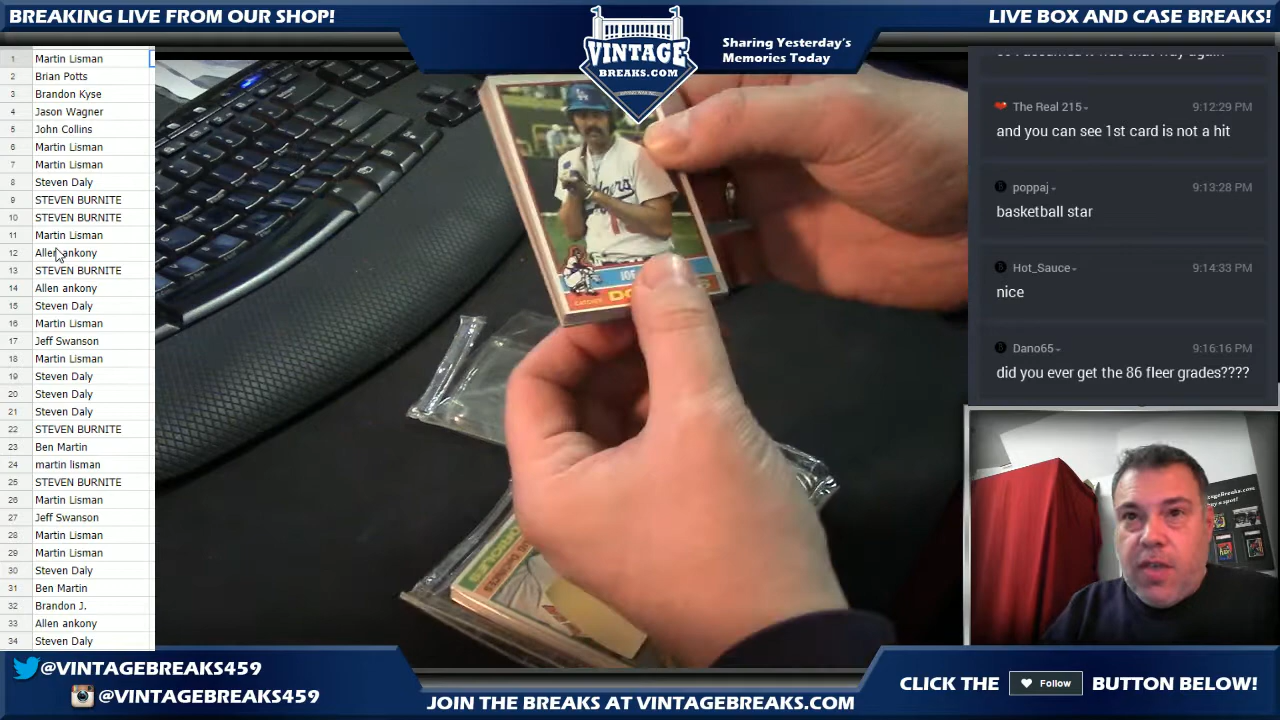 BREAKING LIVE FROM OUR SHOP!
VINTAGE
BREAKS.COM
Sharing Yesterday's
Memories Today
LIVE BOX AND CASE BREAKS!
1 Martin Lisman
2 Brian Potts
3 Brandon Kyse
4 Jason Wagner
5 John Collins
6 Martin Lisman
7 Martin Lisman
8 Steven Daly
9 STEVEN BURNITE
10 STEVEN BURNITE
11 Martin Lisman
12 Allen ankony
13 STEVEN BURNITE
14 Allen ankony
15 Steven Daly
16 Martin Lisman
17 Jeff Swanson
18 Martin Lisman
19 Steven Daly
20 Steven Daly
21 Steven Daly
22 STEVEN BURNITE
23 Ben Martin
24 martin lisman
25 STEVEN BURNITE
26 Martin Lisman
27 Jeff Swanson
28 Martin Lisman
29 Martin Lisman
30 Steven Daly
31 Ben Martin
32 Brandon J.
33 Allen ankony
34 Steven Daly
JOE
CATCHER
The Real 215 9:12:29 PM
and you can see 1st card is not a hit
poppaj 9:13:28 PM
basketball star
Hot_Sauce 9:14:33 PM
nice
Dano65 9:16:16 PM
did you ever get the 86 fleer grades????
@VINTAGEBREAKS459
@VINTAGEBREAKS459
JOIN THE BREAKS AT VINTAGEBREAKS.COM
CLICK THE Follow BUTTON BELOW!